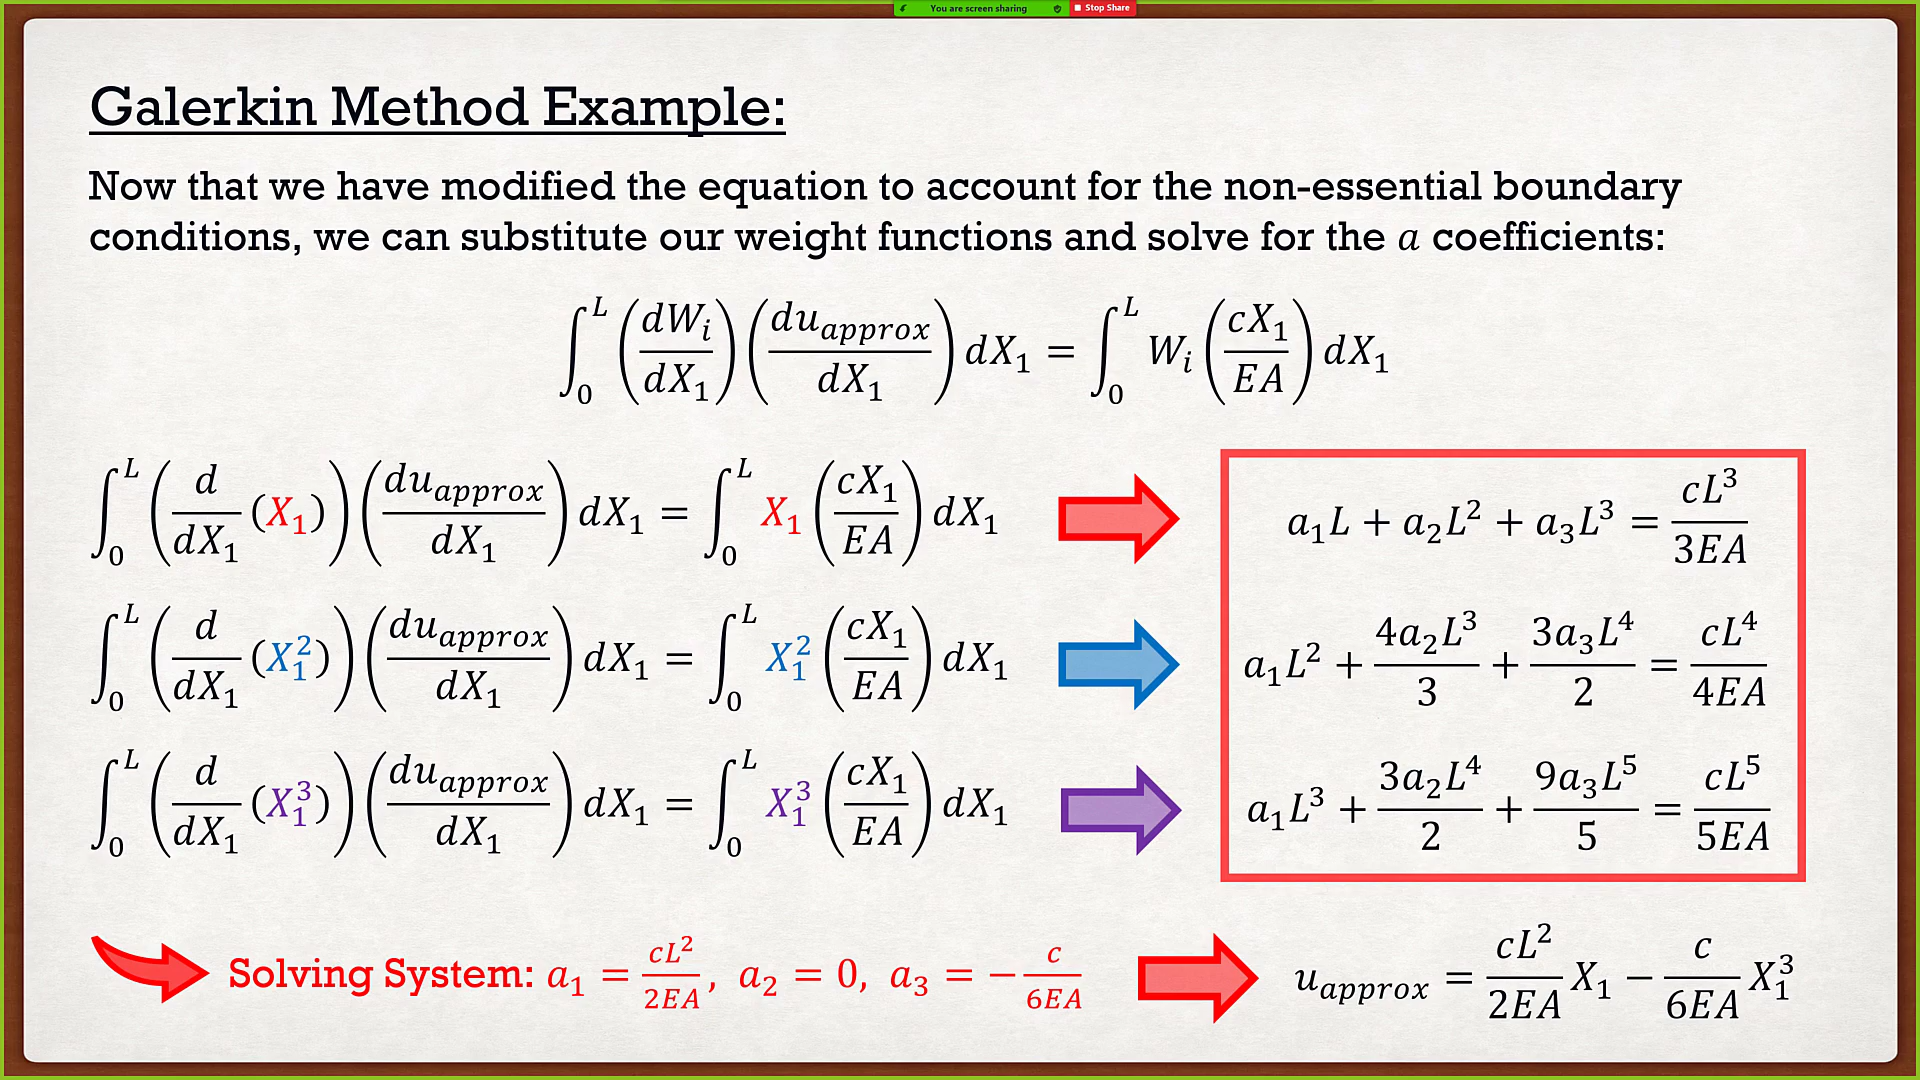 You are screen sharing Stop Share
Galerkin Method Example:
Now that we have modified the equation to account for the non-essential boundary
conditions, we can substitute our weight functions and solve for the a coefficients:
∫₀ᴸ (dWᵢ/dX₁)(du_approx/dX₁) dX₁ = ∫₀ᴸ Wᵢ (cX₁/EA) dX₁
∫₀ᴸ (d/dX₁ (X₁))(du_approx/dX₁) dX₁ = ∫₀ᴸ X₁ (cX₁/EA) dX₁
a₁L + a₂L² + a₃L³ = cL³/3EA
∫₀ᴸ (d/dX₁ (X₁²))(du_approx/dX₁) dX₁ = ∫₀ᴸ X₁² (cX₁/EA) dX₁
a₁L² + 4a₂L³/3 + 3a₃L⁴/2 = cL⁴/4EA
∫₀ᴸ (d/dX₁ (X₁³))(du_approx/dX₁) dX₁ = ∫₀ᴸ X₁³ (cX₁/EA) dX₁
a₁L³ + 3a₂L⁴/2 + 9a₃L⁵/5 = cL⁵/5EA
Solving System: a₁ = cL²/2EA, a₂ = 0, a₃ = −c/6EA
u_approx = cL²/2EA X₁ − c/6EA X₁³